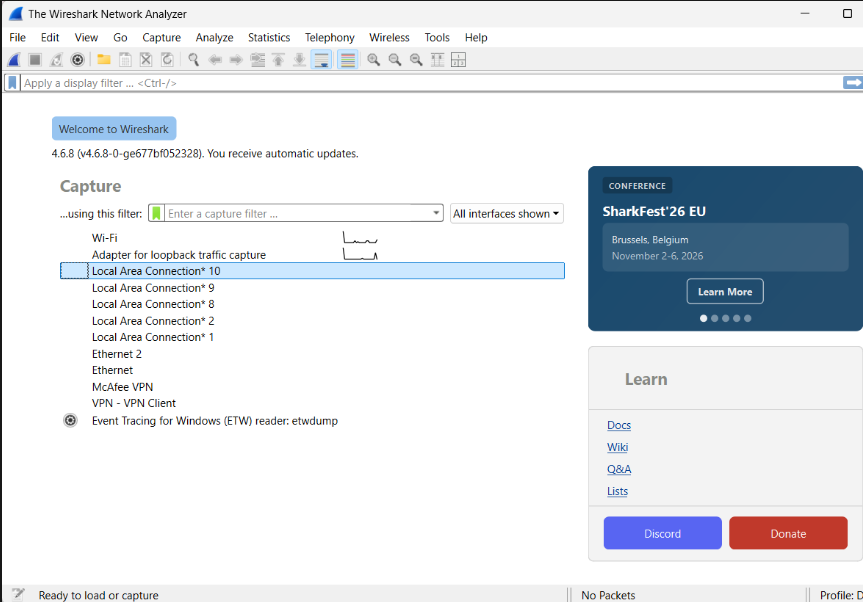 The Wireshark Network Analyzer
File Edit View Go Capture Analyze Statistics Telephony Wireless Tools Help
Apply a display filter ... <Ctrl-/>
Welcome to Wireshark
4.6.8 (v4.6.8-0-ge677bf052328). You receive automatic updates.
Capture
...using this filter: Enter a capture filter ... All interfaces shown
Wi-Fi
Adapter for loopback traffic capture
Local Area Connection* 10
Local Area Connection* 9
Local Area Connection* 8
Local Area Connection* 2
Local Area Connection* 1
Ethernet 2
Ethernet
McAfee VPN
VPN - VPN Client
Event Tracing for Windows (ETW) reader: etwdump
CONFERENCE
SharkFest'26 EU
Brussels, Belgium
November 2-6, 2026
Learn More
Learn
Docs
Wiki
Q&A
Lists
Discord Donate
Ready to load or capture No Packets Profile: D